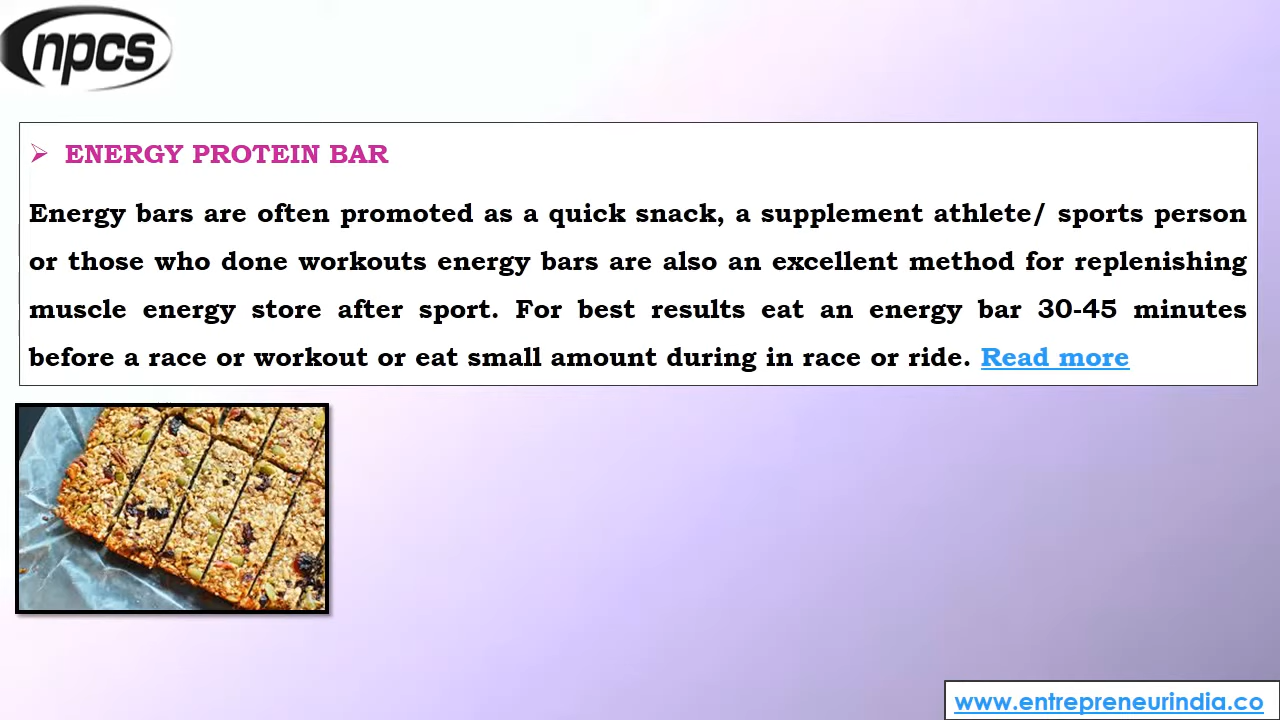 npcs
ENERGY PROTEIN BAR
Energy bars are often promoted as a quick snack, a supplement athlete/ sports person
or those who done workouts energy bars are also an excellent method for replenishing
muscle energy store after sport. For best results eat an energy bar 30-45 minutes
before a race or workout or eat small amount during in race or ride. Read more
www.entrepreneurindia.co